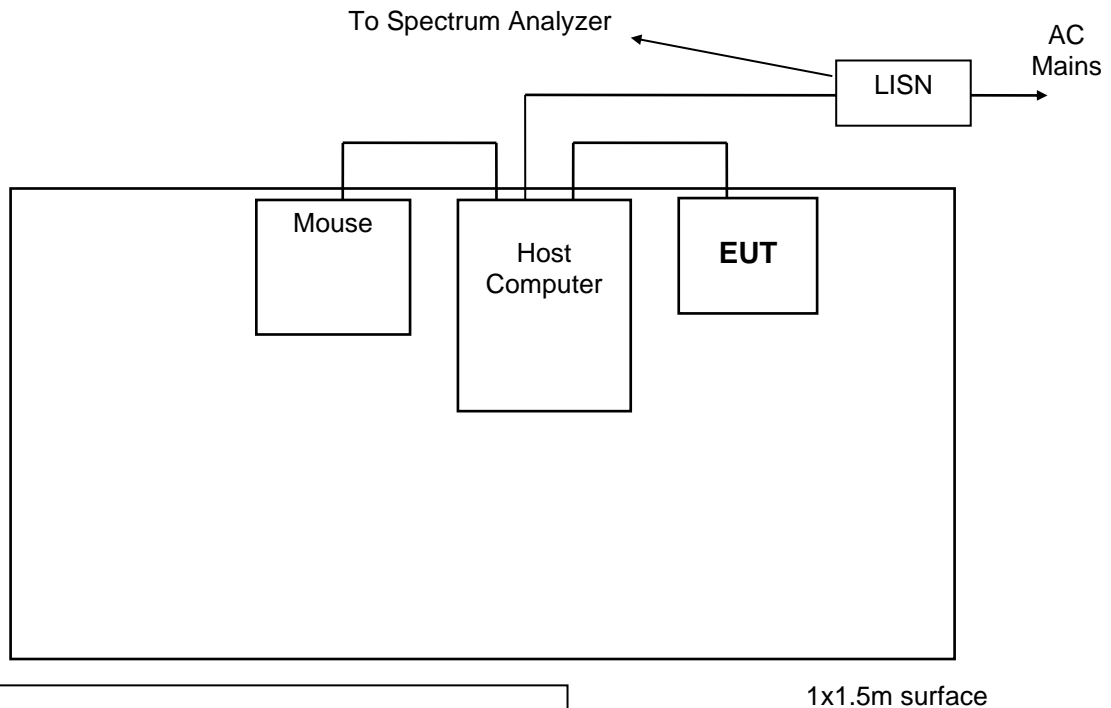 To Spectrum Analyzer
AC
Mains
LISN
Mouse
Host
Computer
EUT
1x1.5m surface